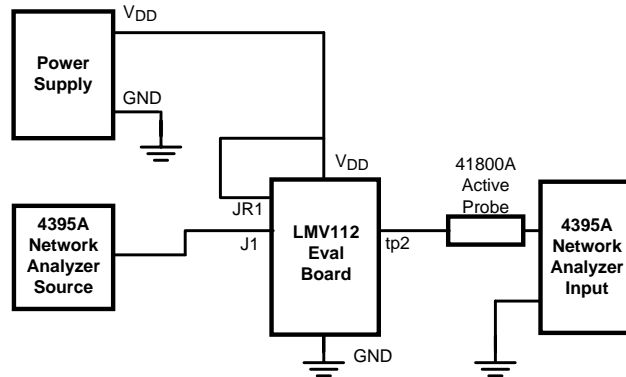 VDD
Power
Supply
GND
VDD
41800A
Active
Probe
JR1
J1
LMV112
Eval
Board
tp2
4395A
Network
Analyzer
Source
4395A
Network
Analyzer
Input
GND